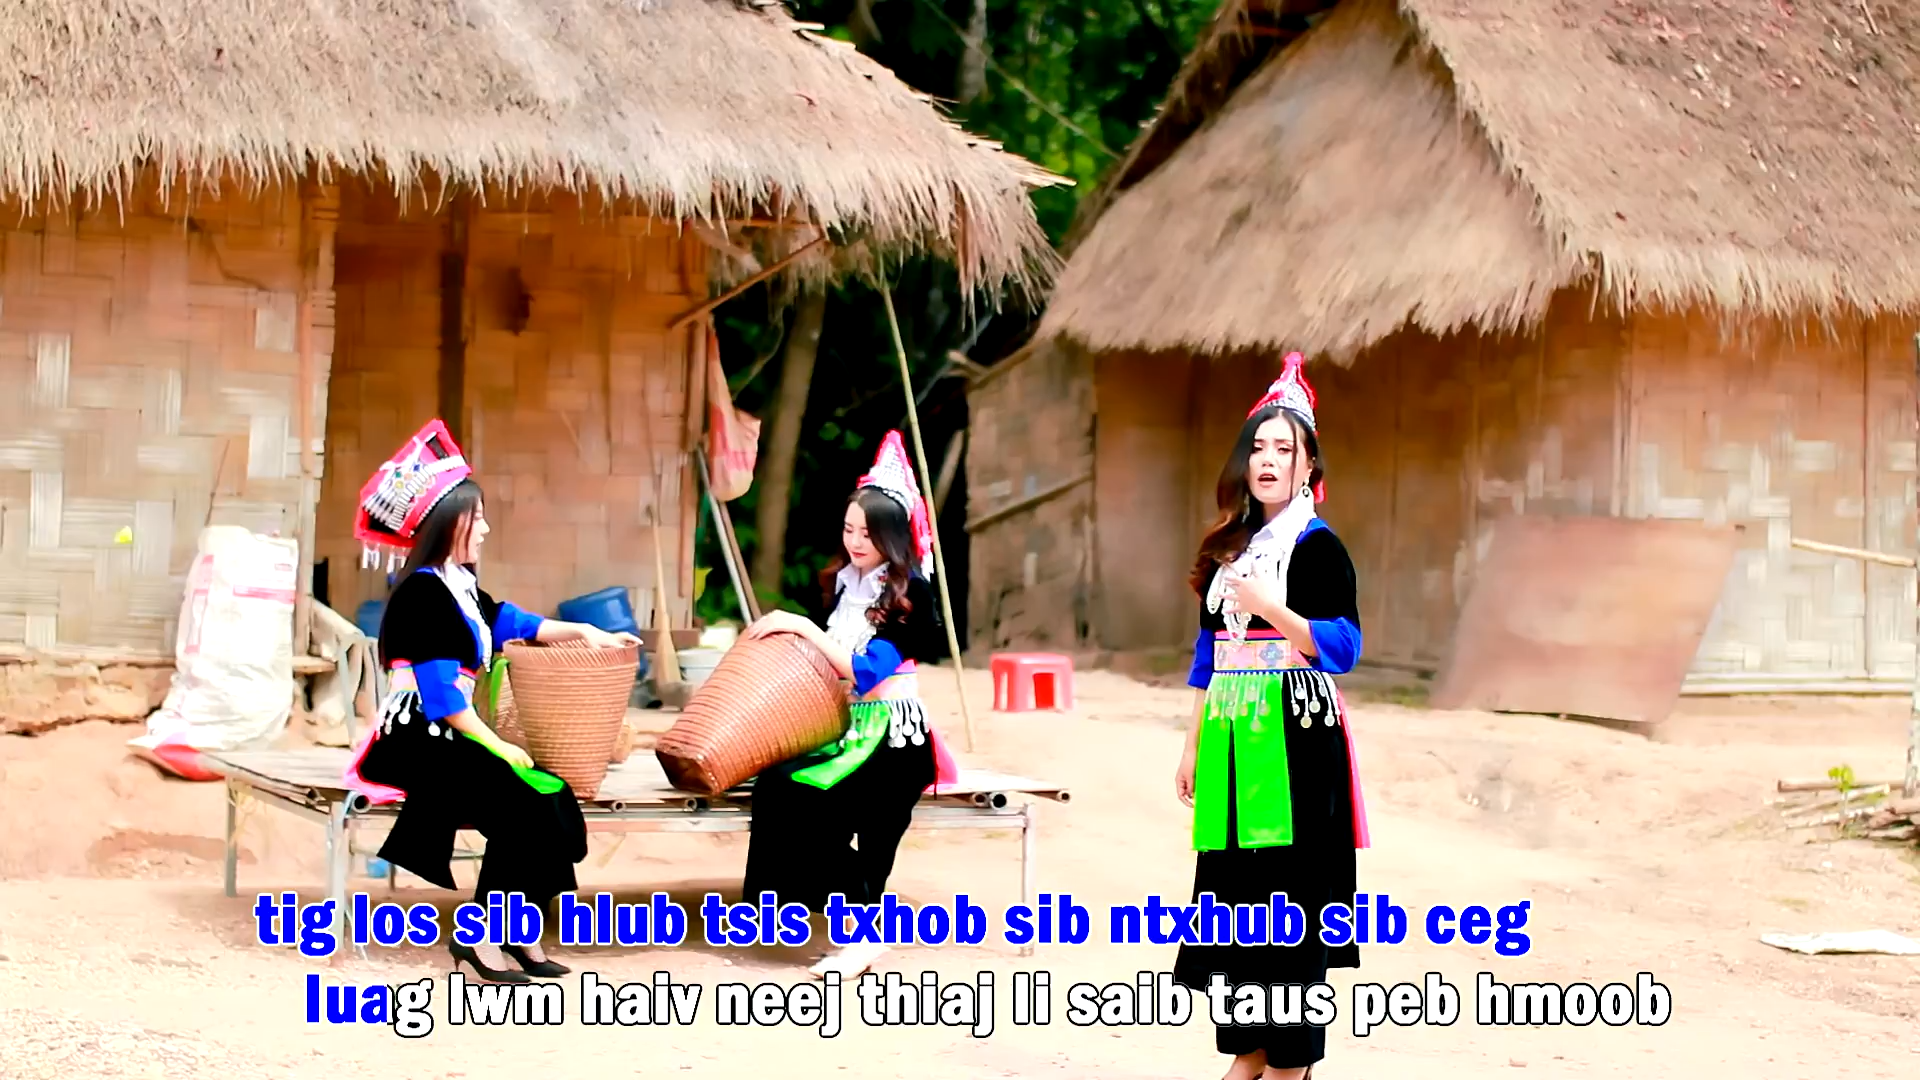 tig los sib hlub tsis txhob sib ntxhub sib ceg
luag lwm haiv neej thiaj li saib taus peb hmoob